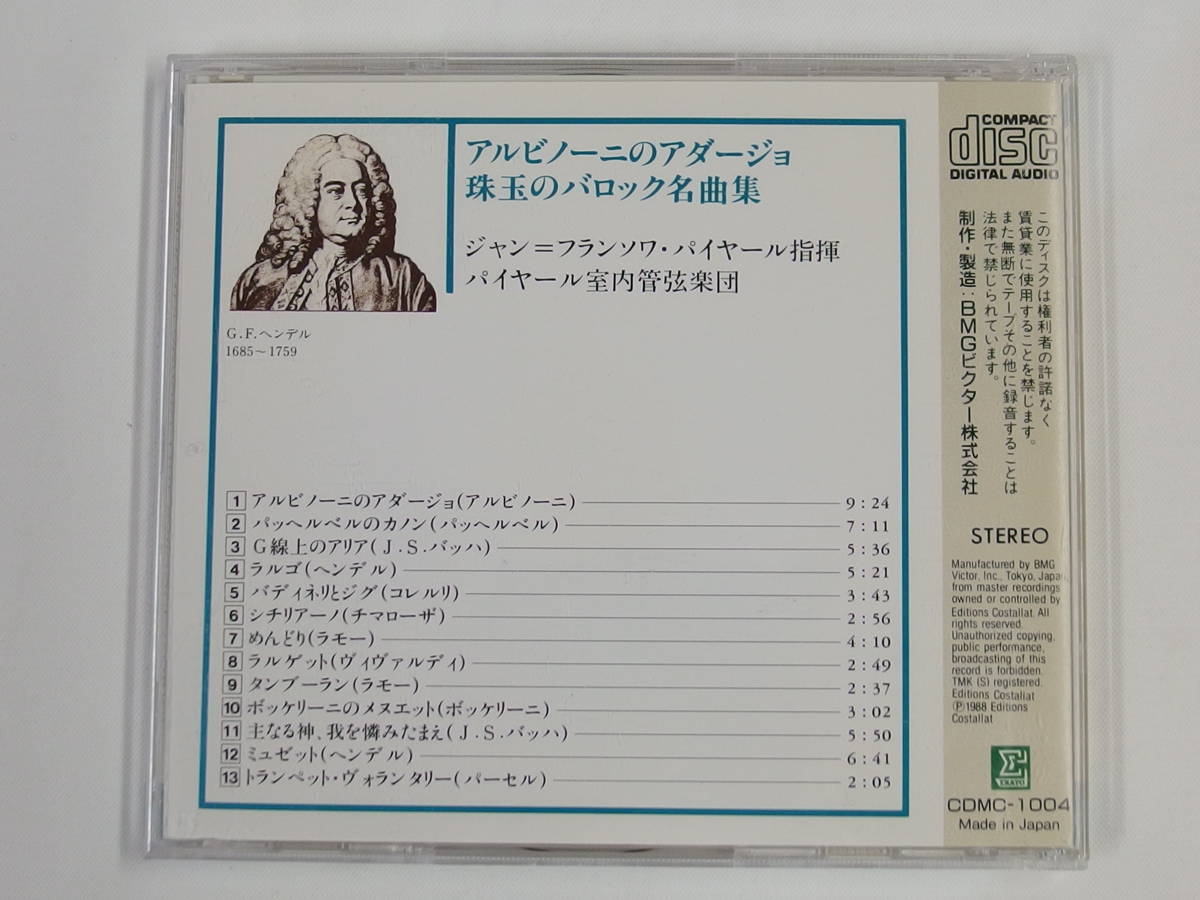 アルビノーニのアダージョ
珠玉のバロック名曲集
ジャン=フランソワ・パイヤール指揮
パイヤール室内管弦楽団
G.F.ヘンデル
1685〜1759
1 アルビノーニのアダージョ(アルビノーニ) 9:24
2 パッヘルベルのカノン(パッヘルベル) 7:11
3 G線上のアリア(J.S.バッハ) 5:36
4 ラルゴ(ヘンデル) 5:21
5 バディネリとジグ(コレルリ) 3:43
6 シチリアーノ(チマローザ) 2:56
7 めんどり(ラモー) 4:10
8 ラルゲット(ヴィヴァルディ) 2:49
9 タンブーラン(ラモー) 2:37
10 ボッケリーニのメヌエット(ボッケリーニ) 3:02
11 主なる神、我を憐みたまえ(J.S.バッハ) 5:50
12 ミュゼット(ヘンデル) 6:41
13 トランペット・ヴォランタリー(パーセル) 2:05
COMPACT
disc
DIGITAL AUDIO
このディスクは権利者の許諾なく
賃貸業に使用することを禁じます。
また無断でテープその他に録音することは
法律で禁じられています。
制作・製造:BMGビクター株式会社
STEREO
Manufactured by BMG
Victor, Inc., Tokyo, Japan,
from master recordings
owned or controlled by
Editions Costallat. All
rights reserved.
Unauthorized copying,
public performance,
broadcasting of this
record is forbidden.
TMK (S) registered.
Editions Costallat
Ⓟ1988 Editions
Costallat
ERATO
CDMC-1004
Made in Japan